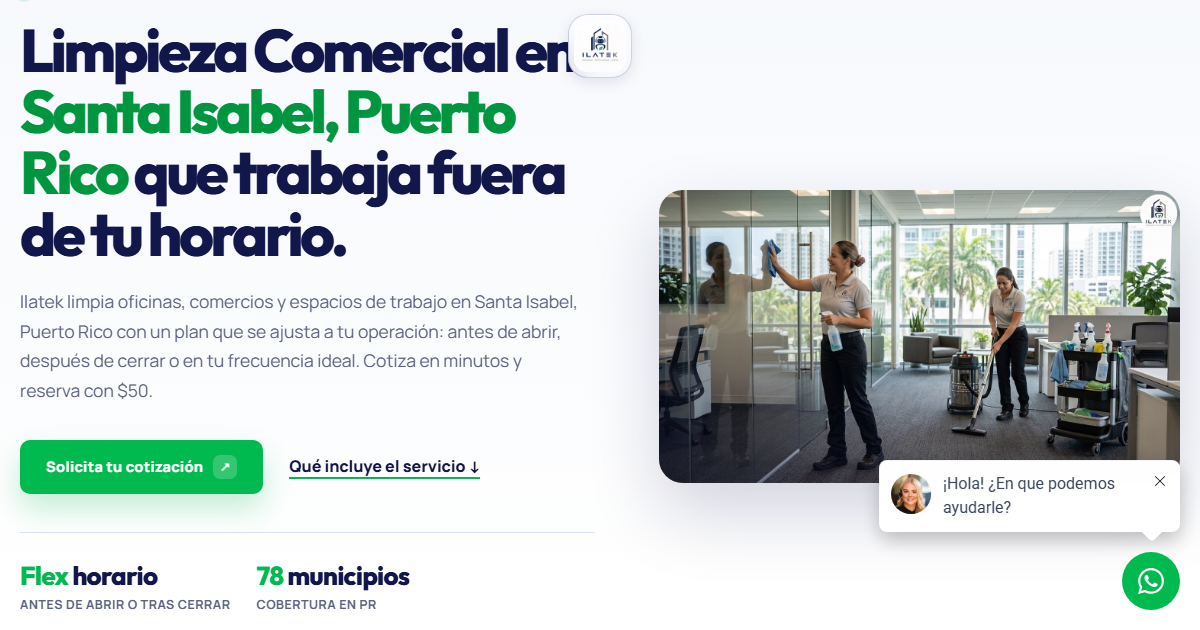 Limpieza Comercial en
ILATEK
Santa Isabel, Puerto
Rico que trabaja fuera
de tu horario.
Ilatek limpia oficinas, comercios y espacios de trabajo en Santa Isabel,
Puerto Rico con un plan que se ajusta a tu operación: antes de abrir,
después de cerrar o en tu frecuencia ideal. Cotiza en minutos y
reserva con $50.
Solicita tu cotización ↗
Qué incluye el servicio ↓
Flex horario
ANTES DE ABRIR O TRAS CERRAR
78 municipios
COBERTURA EN PR
ILATEK
¡Hola! ¿En que podemos
ayudarle?